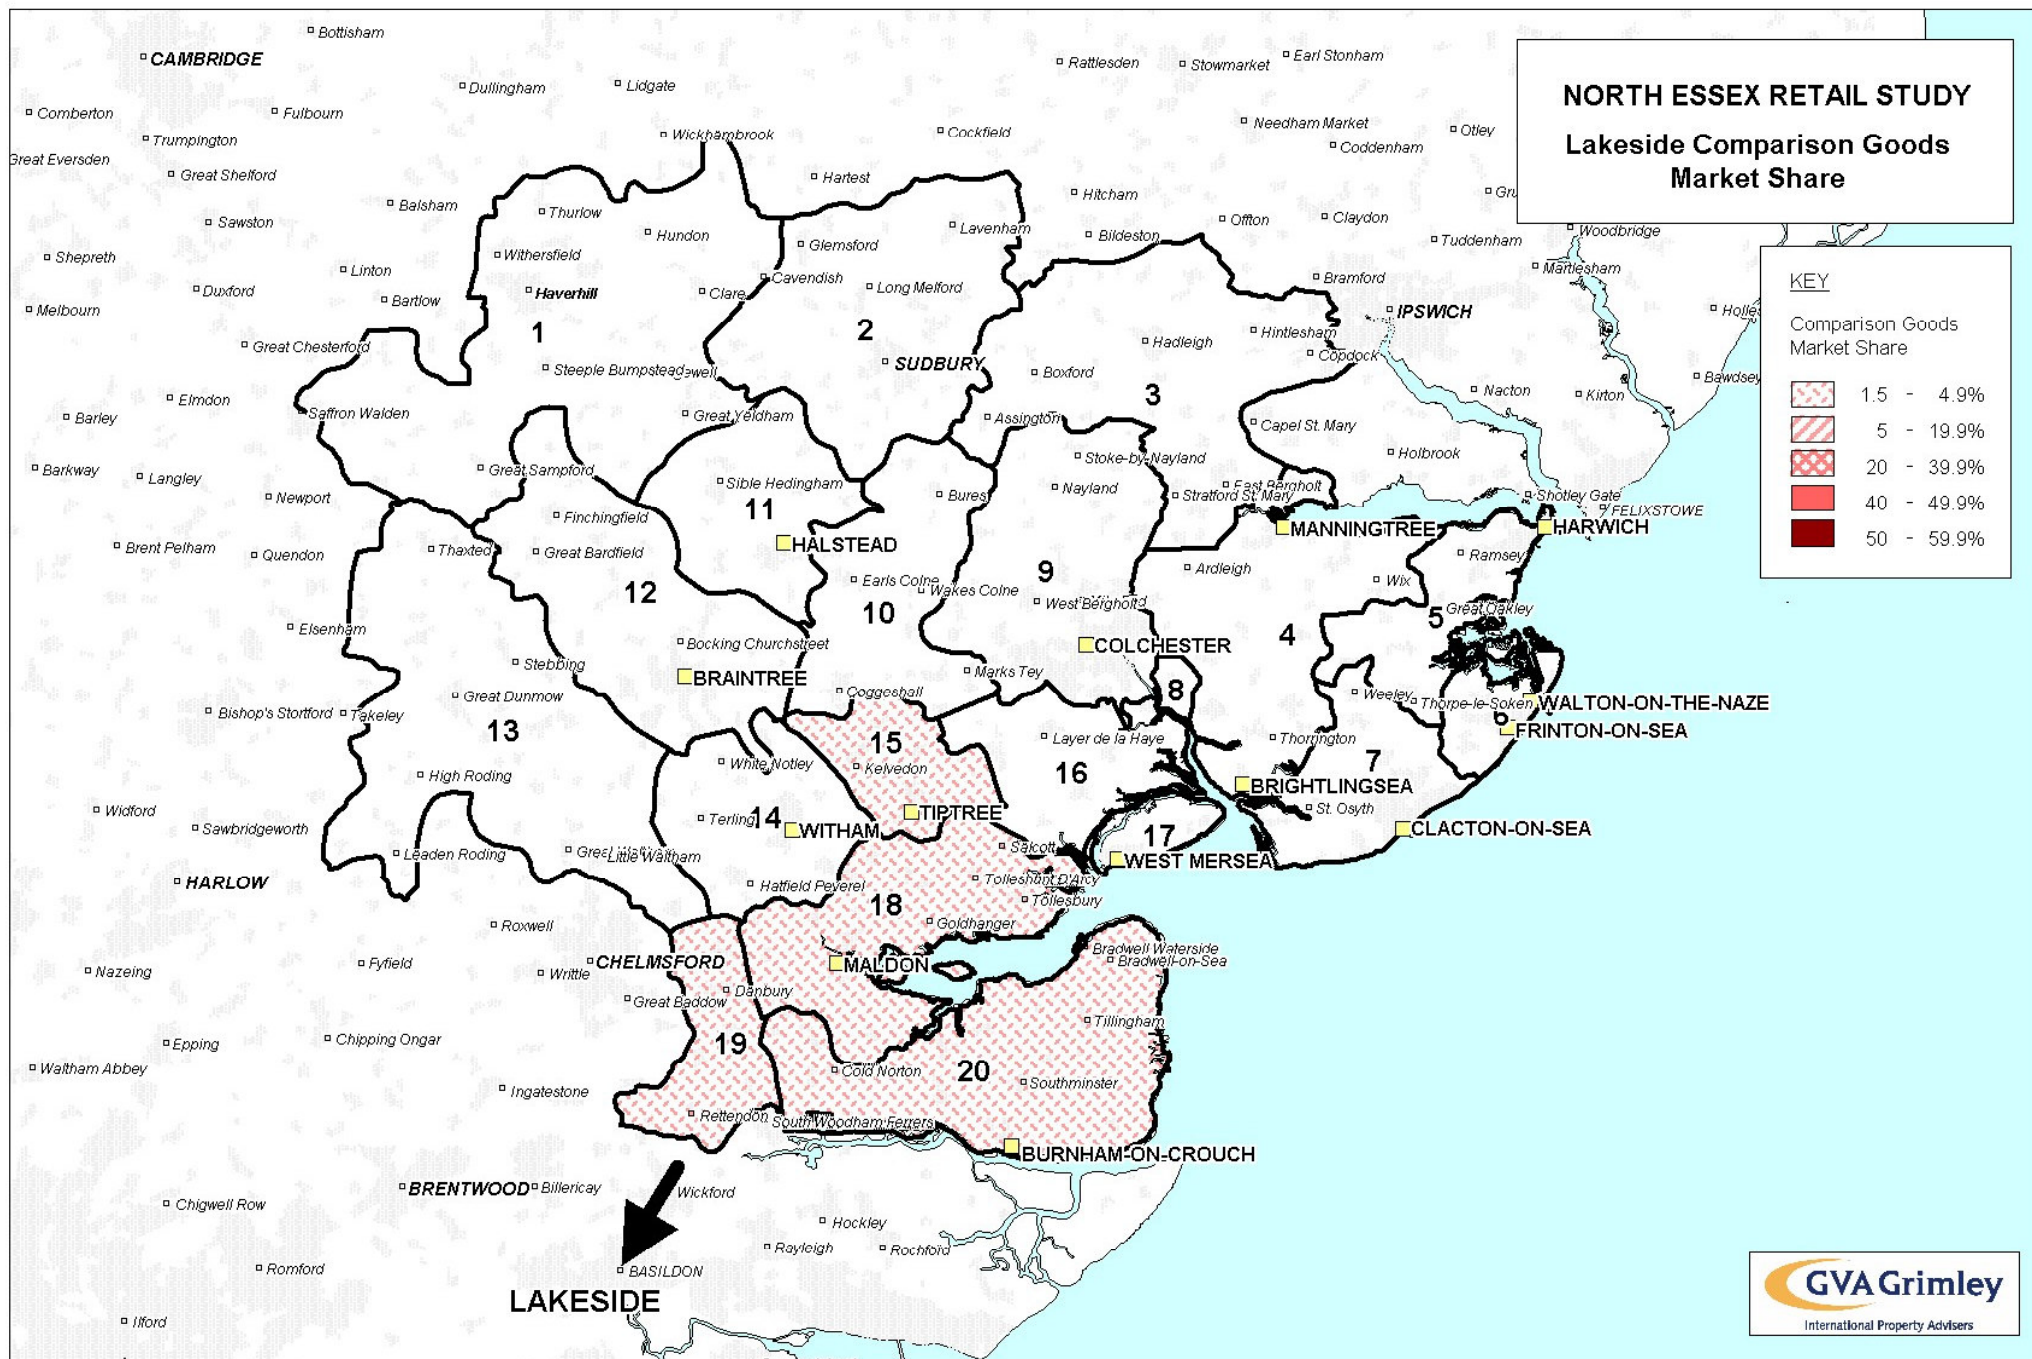 NORTH ESSEX RETAIL STUDY
Lakeside Comparison Goods
Market Share
KEY
Comparison Goods
Market Share
1.5 - 4.9%
5 - 19.9%
20 - 39.9%
40 - 49.9%
50 - 59.9%
Bottisham
CAMBRIDGE
Rattlesden
Stowmarket
Earl Stonham
Dullingham
Lidgate
Comberton
Fulbourn
Trumpington
Wickhambrook
Cockfield
Needham Market
Otley
Coddenham
Great Eversden
Great Shelford
Hartest
Hitcham
Balsham
Thurlow
Sawston
Hundon
Lavenham
Offton
Claydon
Glemsford
Bildeston
Tuddenham
Woodbridge
Shepreth
Withersfield
Linton
Cavendish
Bramford
Martlesham
Duxford
Bartlow
Haverhill
Clare
Long Melford
Melbourn
IPSWICH
1
2
Hintlesham
Great Chesterford
Hadleigh
Copdock
Steeple Bumpstead
SUDBURY
Boxford
3
Nacton
Kirton
Bawdsey
Elmdon
Barley
Saffron Walden
Great Yeldham
Assington
Capel St. Mary
Barkway
Langley
Great Sampford
Stoke-by-Nayland
Holbrook
Newport
Sible Hedingham
Bures
Nayland
East Bergholt
Stratford St. Mary
Shotley Gate
11
Finchingfield
FELIXSTOWE
MANNINGTREE
HARWICH
Brent Pelham
Quendon
Thaxted
Great Bardfield
HALSTEAD
Ramsey
Ardleigh
12
Earls Colne
Wakes Colne
9
Wix
West Bergholt
10
5
Great Oakley
Elsenham
Bocking Churchstreet
COLCHESTER
4
Stebbing
BRAINTREE
Marks Tey
8
Great Dunmow
Coggeshall
Weeley
Thorpe-le-Soken
WALTON-ON-THE-NAZE
Bishop's Stortford
Takeley
13
15
Layer de la Haye
Thorrington
6
FRINTON-ON-SEA
White Notley
Kelvedon
16
7
High Roding
BRIGHTLINGSEA
Widford
Terling
14
TIPTREE
St. Osyth
Sawbridgeworth
WITHAM
17
CLACTON-ON-SEA
Leaden Roding
Little Waltham
Salcott
WEST MERSEA
HARLOW
Hatfield Peverel
Tolleshunt D'Arcy
18
Tollesbury
Roxwell
Goldhanger
Bradwell Waterside
Bradwell-on-Sea
Nazeing
Fyfield
Writtle
CHELMSFORD
MALDON
Danbury
Great Baddow
Tillingham
Epping
Chipping Ongar
19
20
Waltham Abbey
Cold Norton
Southminster
Ingatestone
Rettendon
South Woodham Ferrers
BURNHAM-ON-CROUCH
BRENTWOOD
Billericay
Wickford
Chigwell Row
Hockley
Rayleigh
Rochford
Romford
BASILDON
LAKESIDE
Ilford
GVA Grimley
International Property Advisers